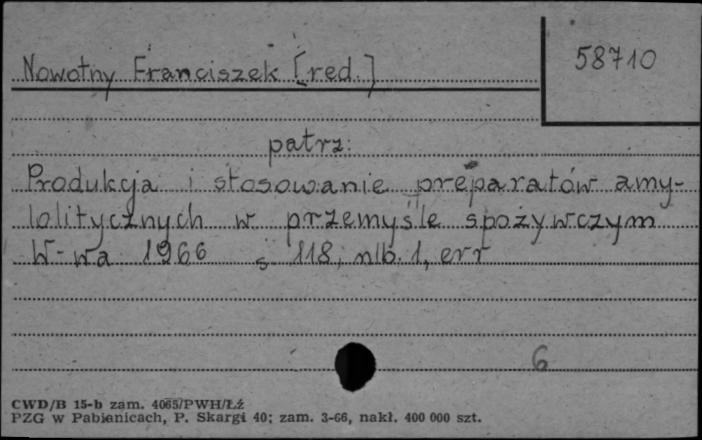 58710
Nowotny Franciszek [red.]
patrz:
Produkcja i stosowanie preparatów amy-
lolitycznych w przemyśle spożywczym
W-wa 1966 s 118, nlb. 1, err
6
CWD/B 15-b zam. 4065/PWH/Łź
PZG w Pabianicach, P. Skargi 40; zam. 3-66, nakł. 400 000 szt.